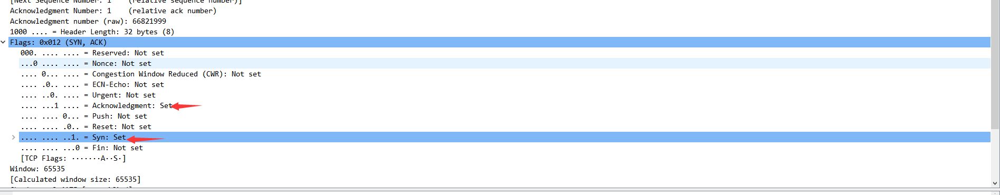 [Next Sequence Number: 1    (relative sequence number)]
Acknowledgment Number: 1    (relative ack number)
Acknowledgment number (raw): 66821999
1000 .... = Header Length: 32 bytes (8)
Flags: 0x012 (SYN, ACK)
000. .... .... = Reserved: Not set
...0 .... .... = Nonce: Not set
.... 0... .... = Congestion Window Reduced (CWR): Not set
.... .0.. .... = ECN-Echo: Not set
.... ..0. .... = Urgent: Not set
.... ...1 .... = Acknowledgment: Set
.... .... 0... = Push: Not set
.... .... .0.. = Reset: Not set
.... .... ..1. = Syn: Set
.... .... ...0 = Fin: Not set
[TCP Flags: ·······A··S·]
Window: 65535
[Calculated window size: 65535]